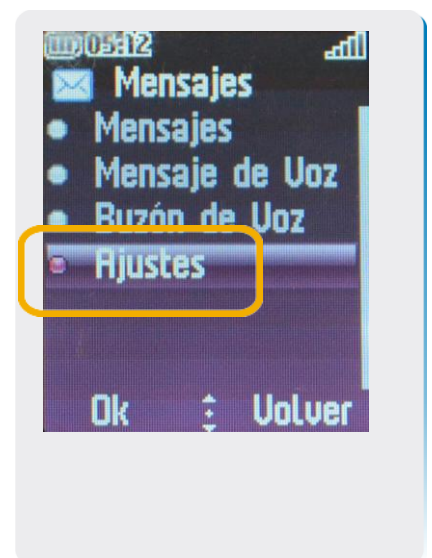 05:12
Mensajes
Mensajes
Mensaje de Voz
Buzón de Voz
Ajustes
Ok Volver